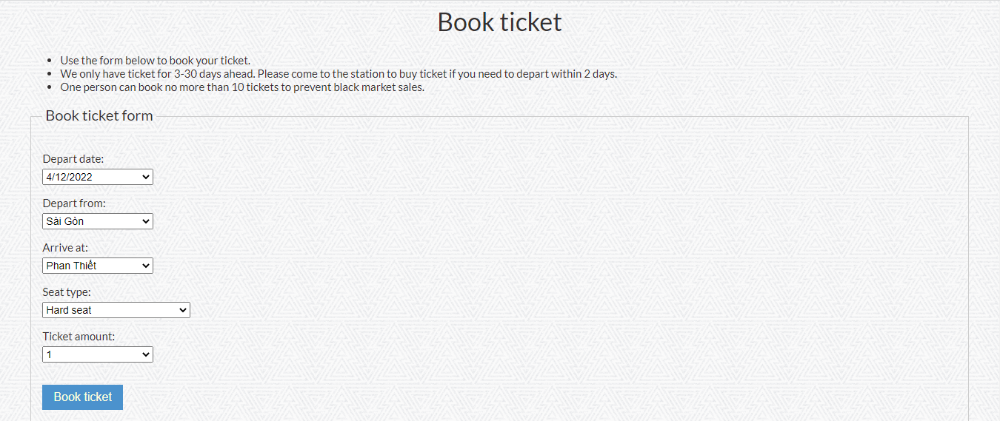 Book ticket
Use the form below to book your ticket.
We only have ticket for 3-30 days ahead. Please come to the station to buy ticket if you need to depart within 2 days.
One person can book no more than 10 tickets to prevent black market sales.
Book ticket form
Depart date:
4/12/2022
Depart from:
Sài Gòn
Arrive at:
Phan Thiết
Seat type:
Hard seat
Ticket amount:
1
Book ticket